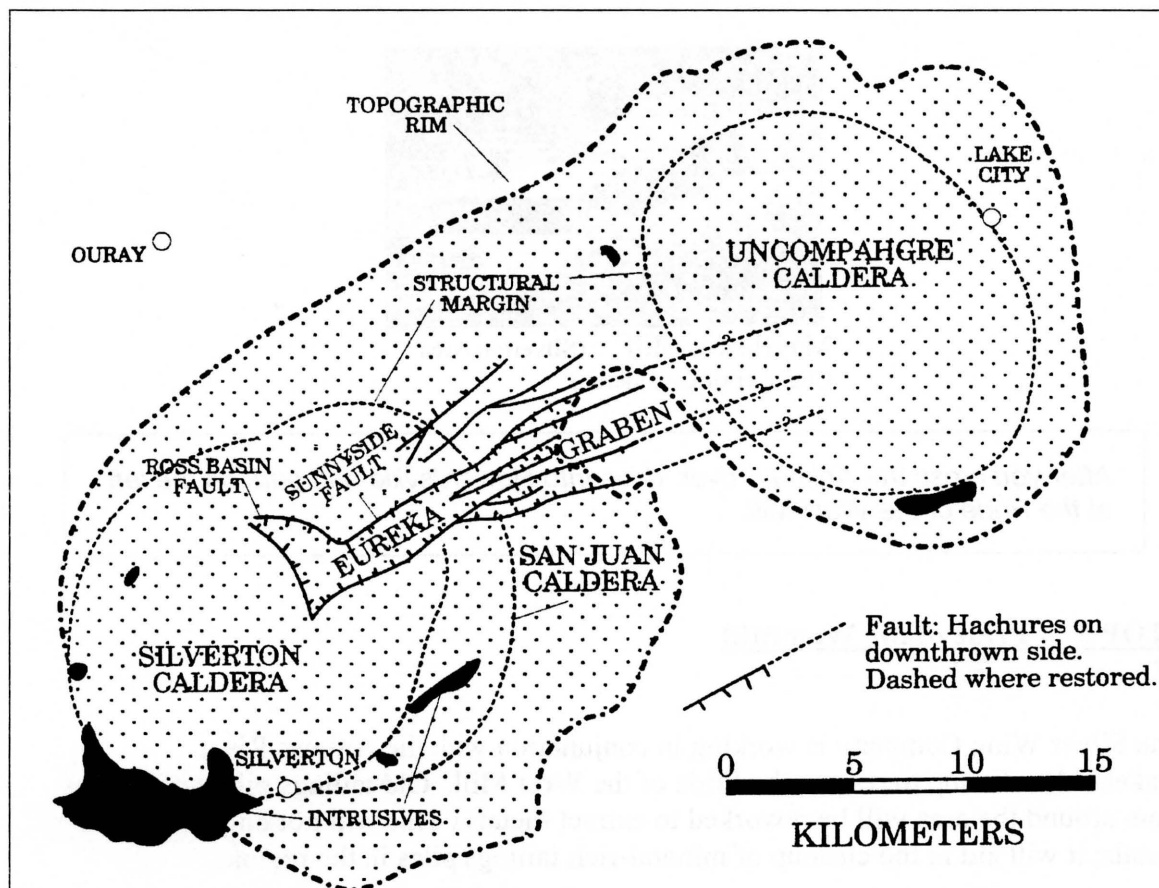 TOPOGRAPHIC
RIM
LAKE
CITY
OURAY
UNCOMPAHGRE
CALDERA
STRUCTURAL
MARGIN
?
?
?
GRABEN
SUNNYSIDE
FAULT
ROSS BASIN
FAULT
EUREKA
SAN JUAN
CALDERA
Fault: Hachures on
downthrown side.
Dashed where restored.
SILVERTON
CALDERA
SILVERTON
INTRUSIVES
0 5 10 15
KILOMETERS